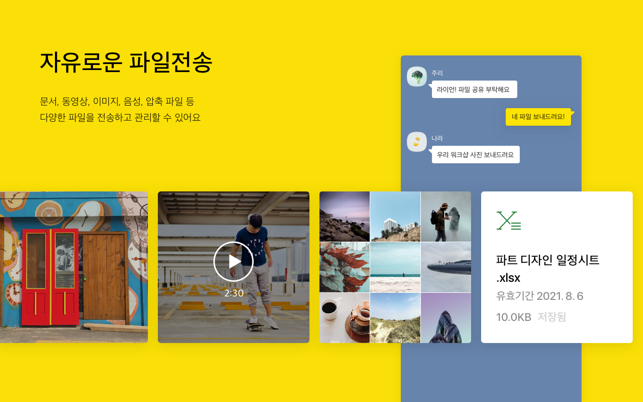 자유로운 파일전송
문서, 동영상, 이미지, 음성, 압축 파일 등
다양한 파일을 전송하고 관리할 수 있어요
주리
라이언! 파일 공유 부탁해요
네 파일 보내드려요!
나라
우리 워크샵 사진 보내드려요
2:30
파트 디자인 일정시트
.xlsx
유효기간 2021. 8. 6
10.0KB 저장됨